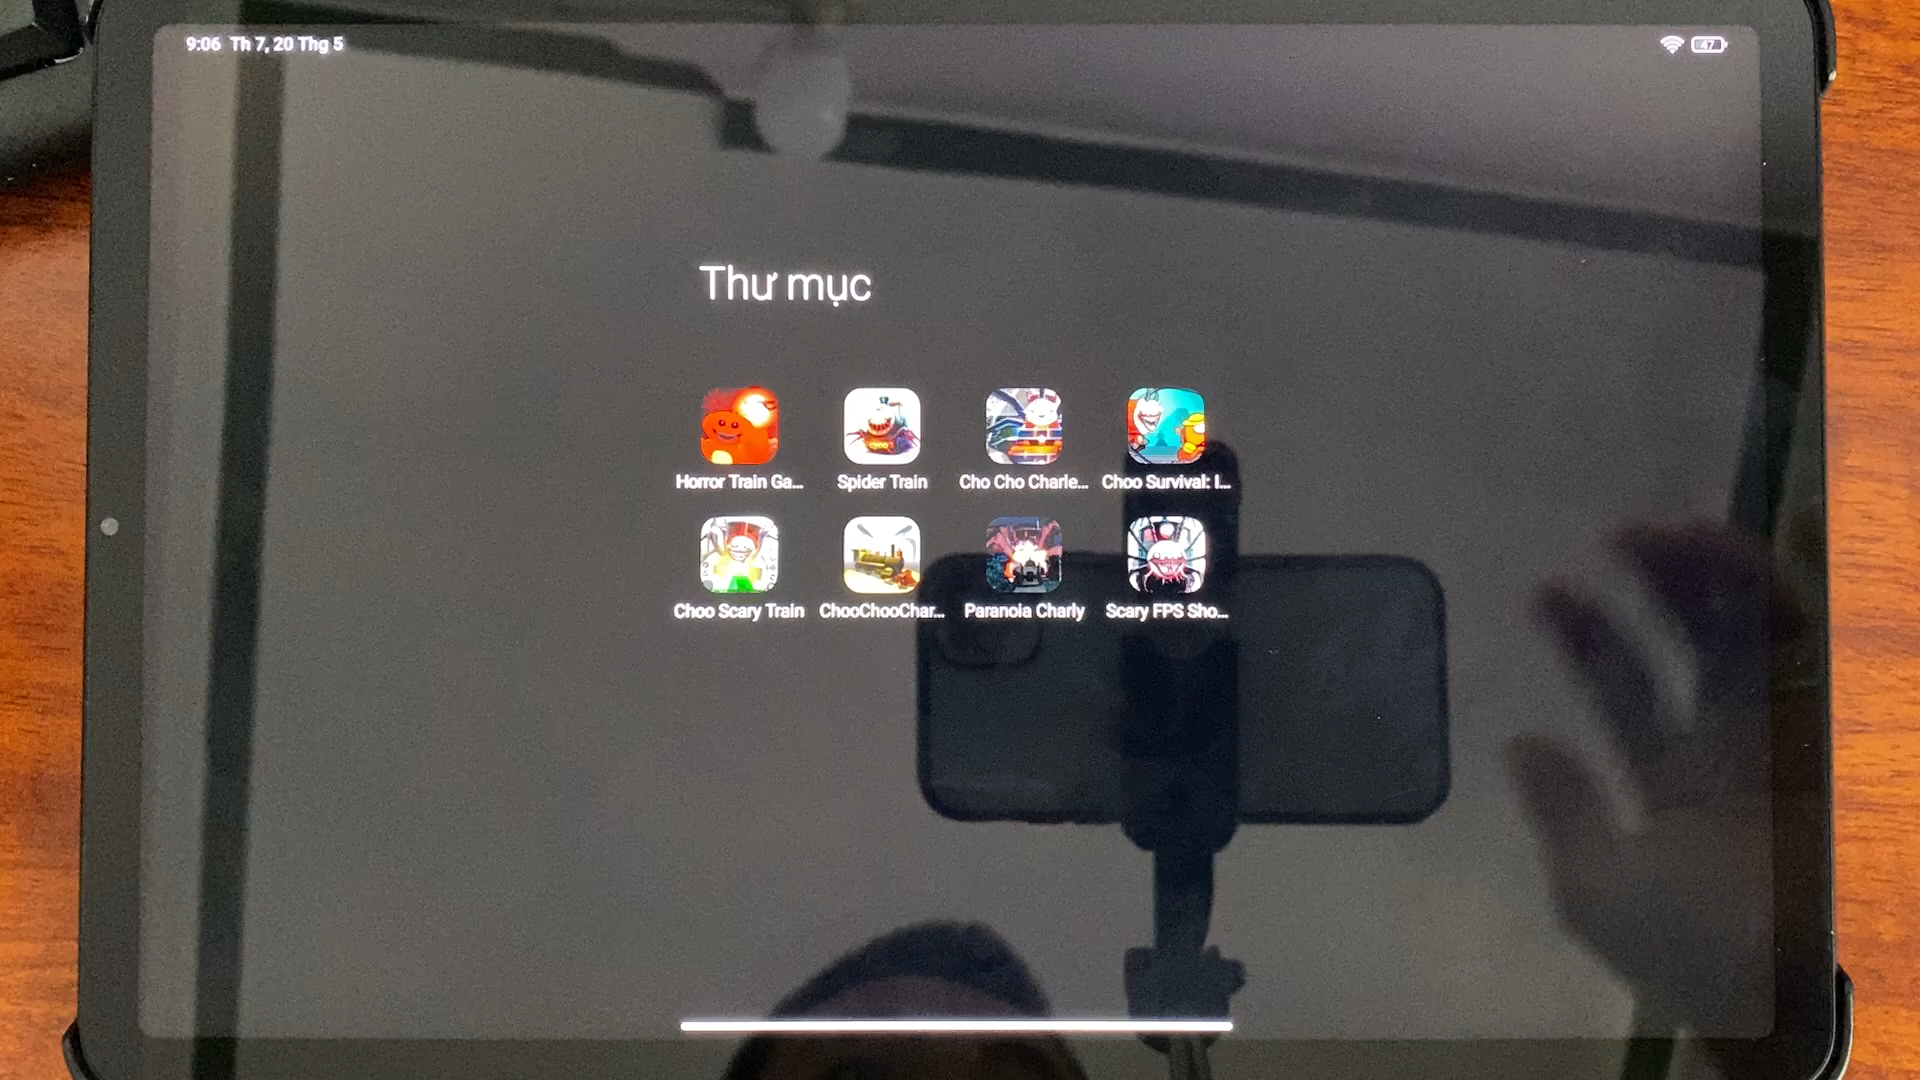 9:06 Th 7, 20 Thg 5
47
Thư mục
Horror Train Ga...
Spider Train
Cho Cho Charle...
Choo Survival: I...
Choo Scary Train
ChooChooChar...
Paranoia Charly
Scary FPS Sho...